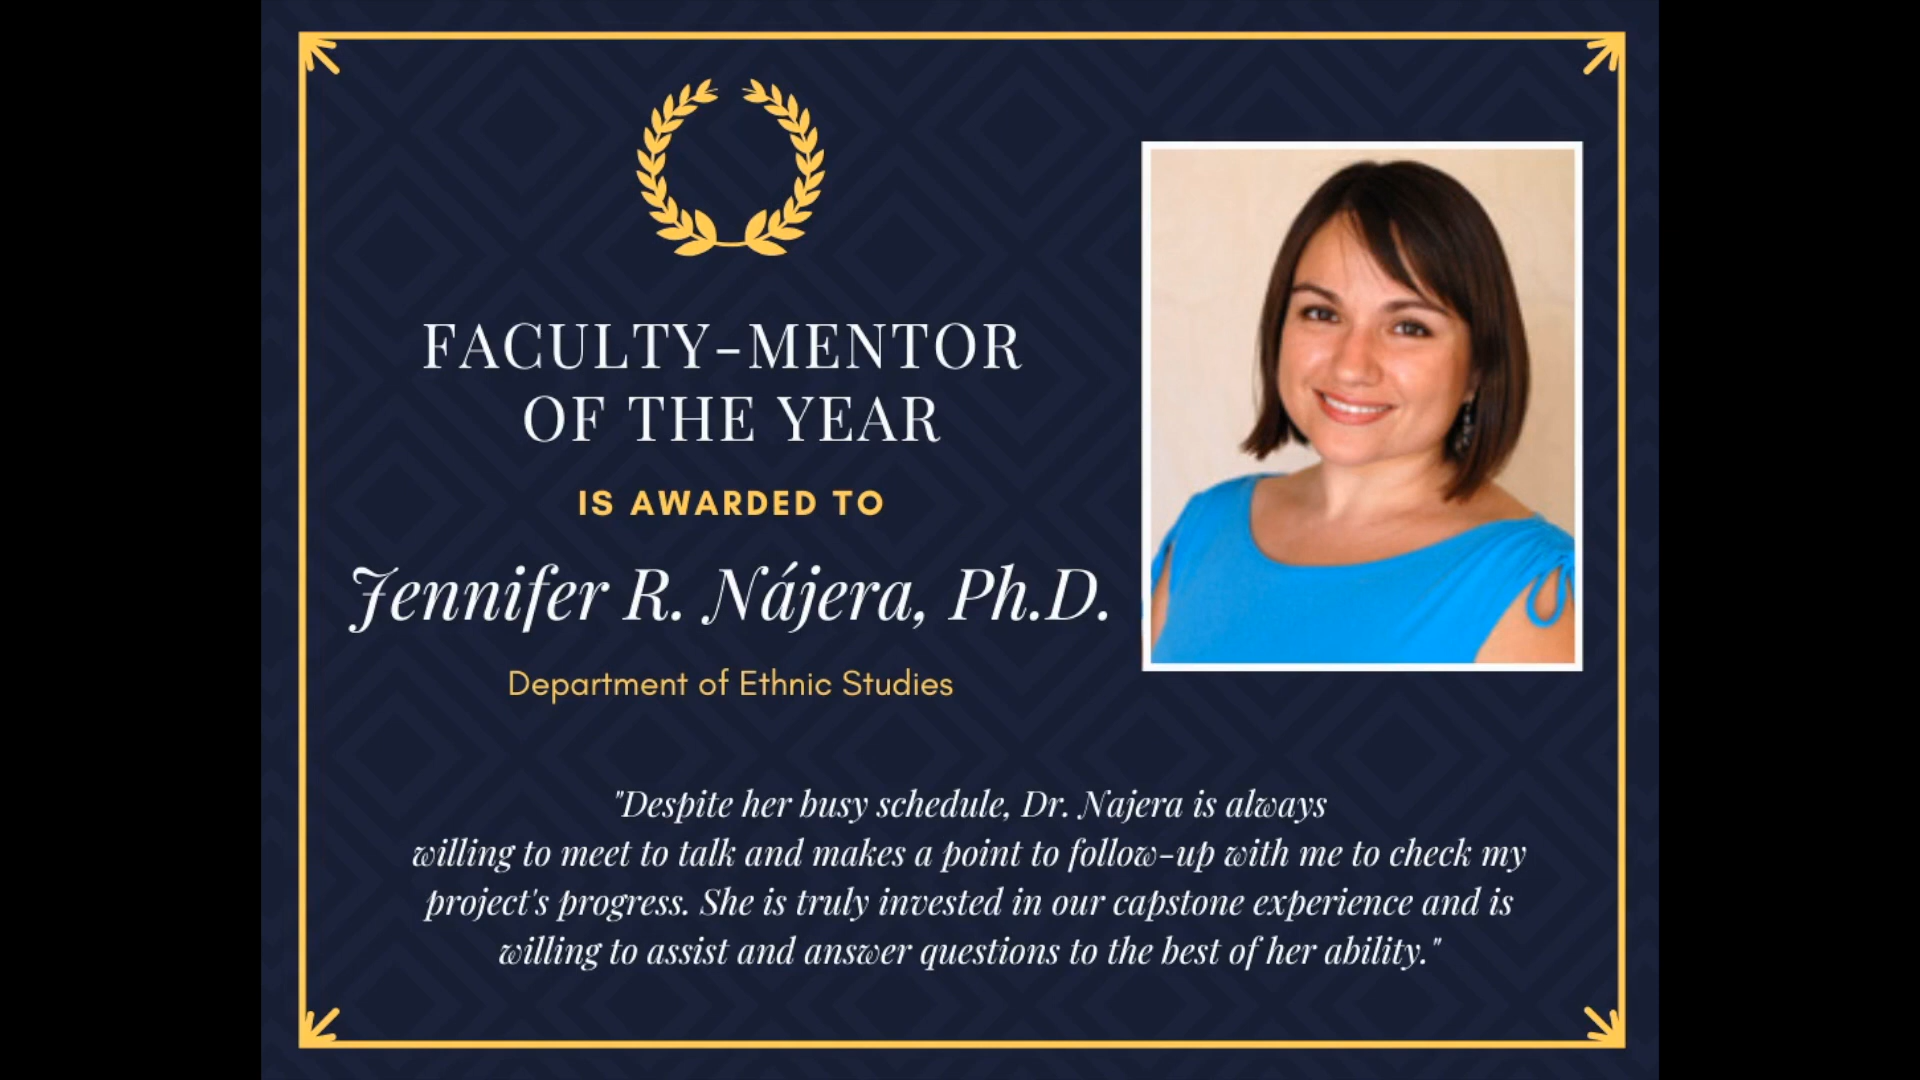 FACULTY-MENTOR
OF THE YEAR
IS AWARDED TO
Jennifer R. Nájera, Ph.D.
Department of Ethnic Studies
"Despite her busy schedule, Dr. Najera is always
willing to meet to talk and makes a point to follow-up with me to check my
project's progress. She is truly invested in our capstone experience and is
willing to assist and answer questions to the best of her ability."